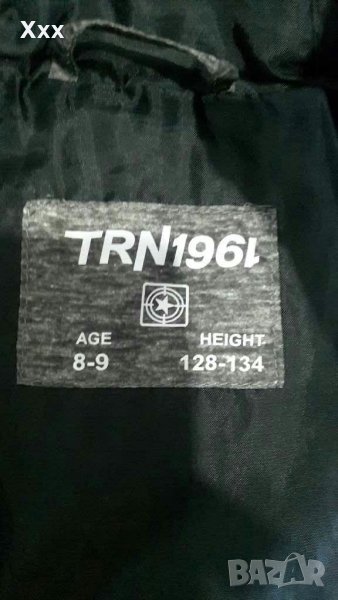 Xxx
TRN1961
AGE HEIGHT
8-9 128-134
BAZAR